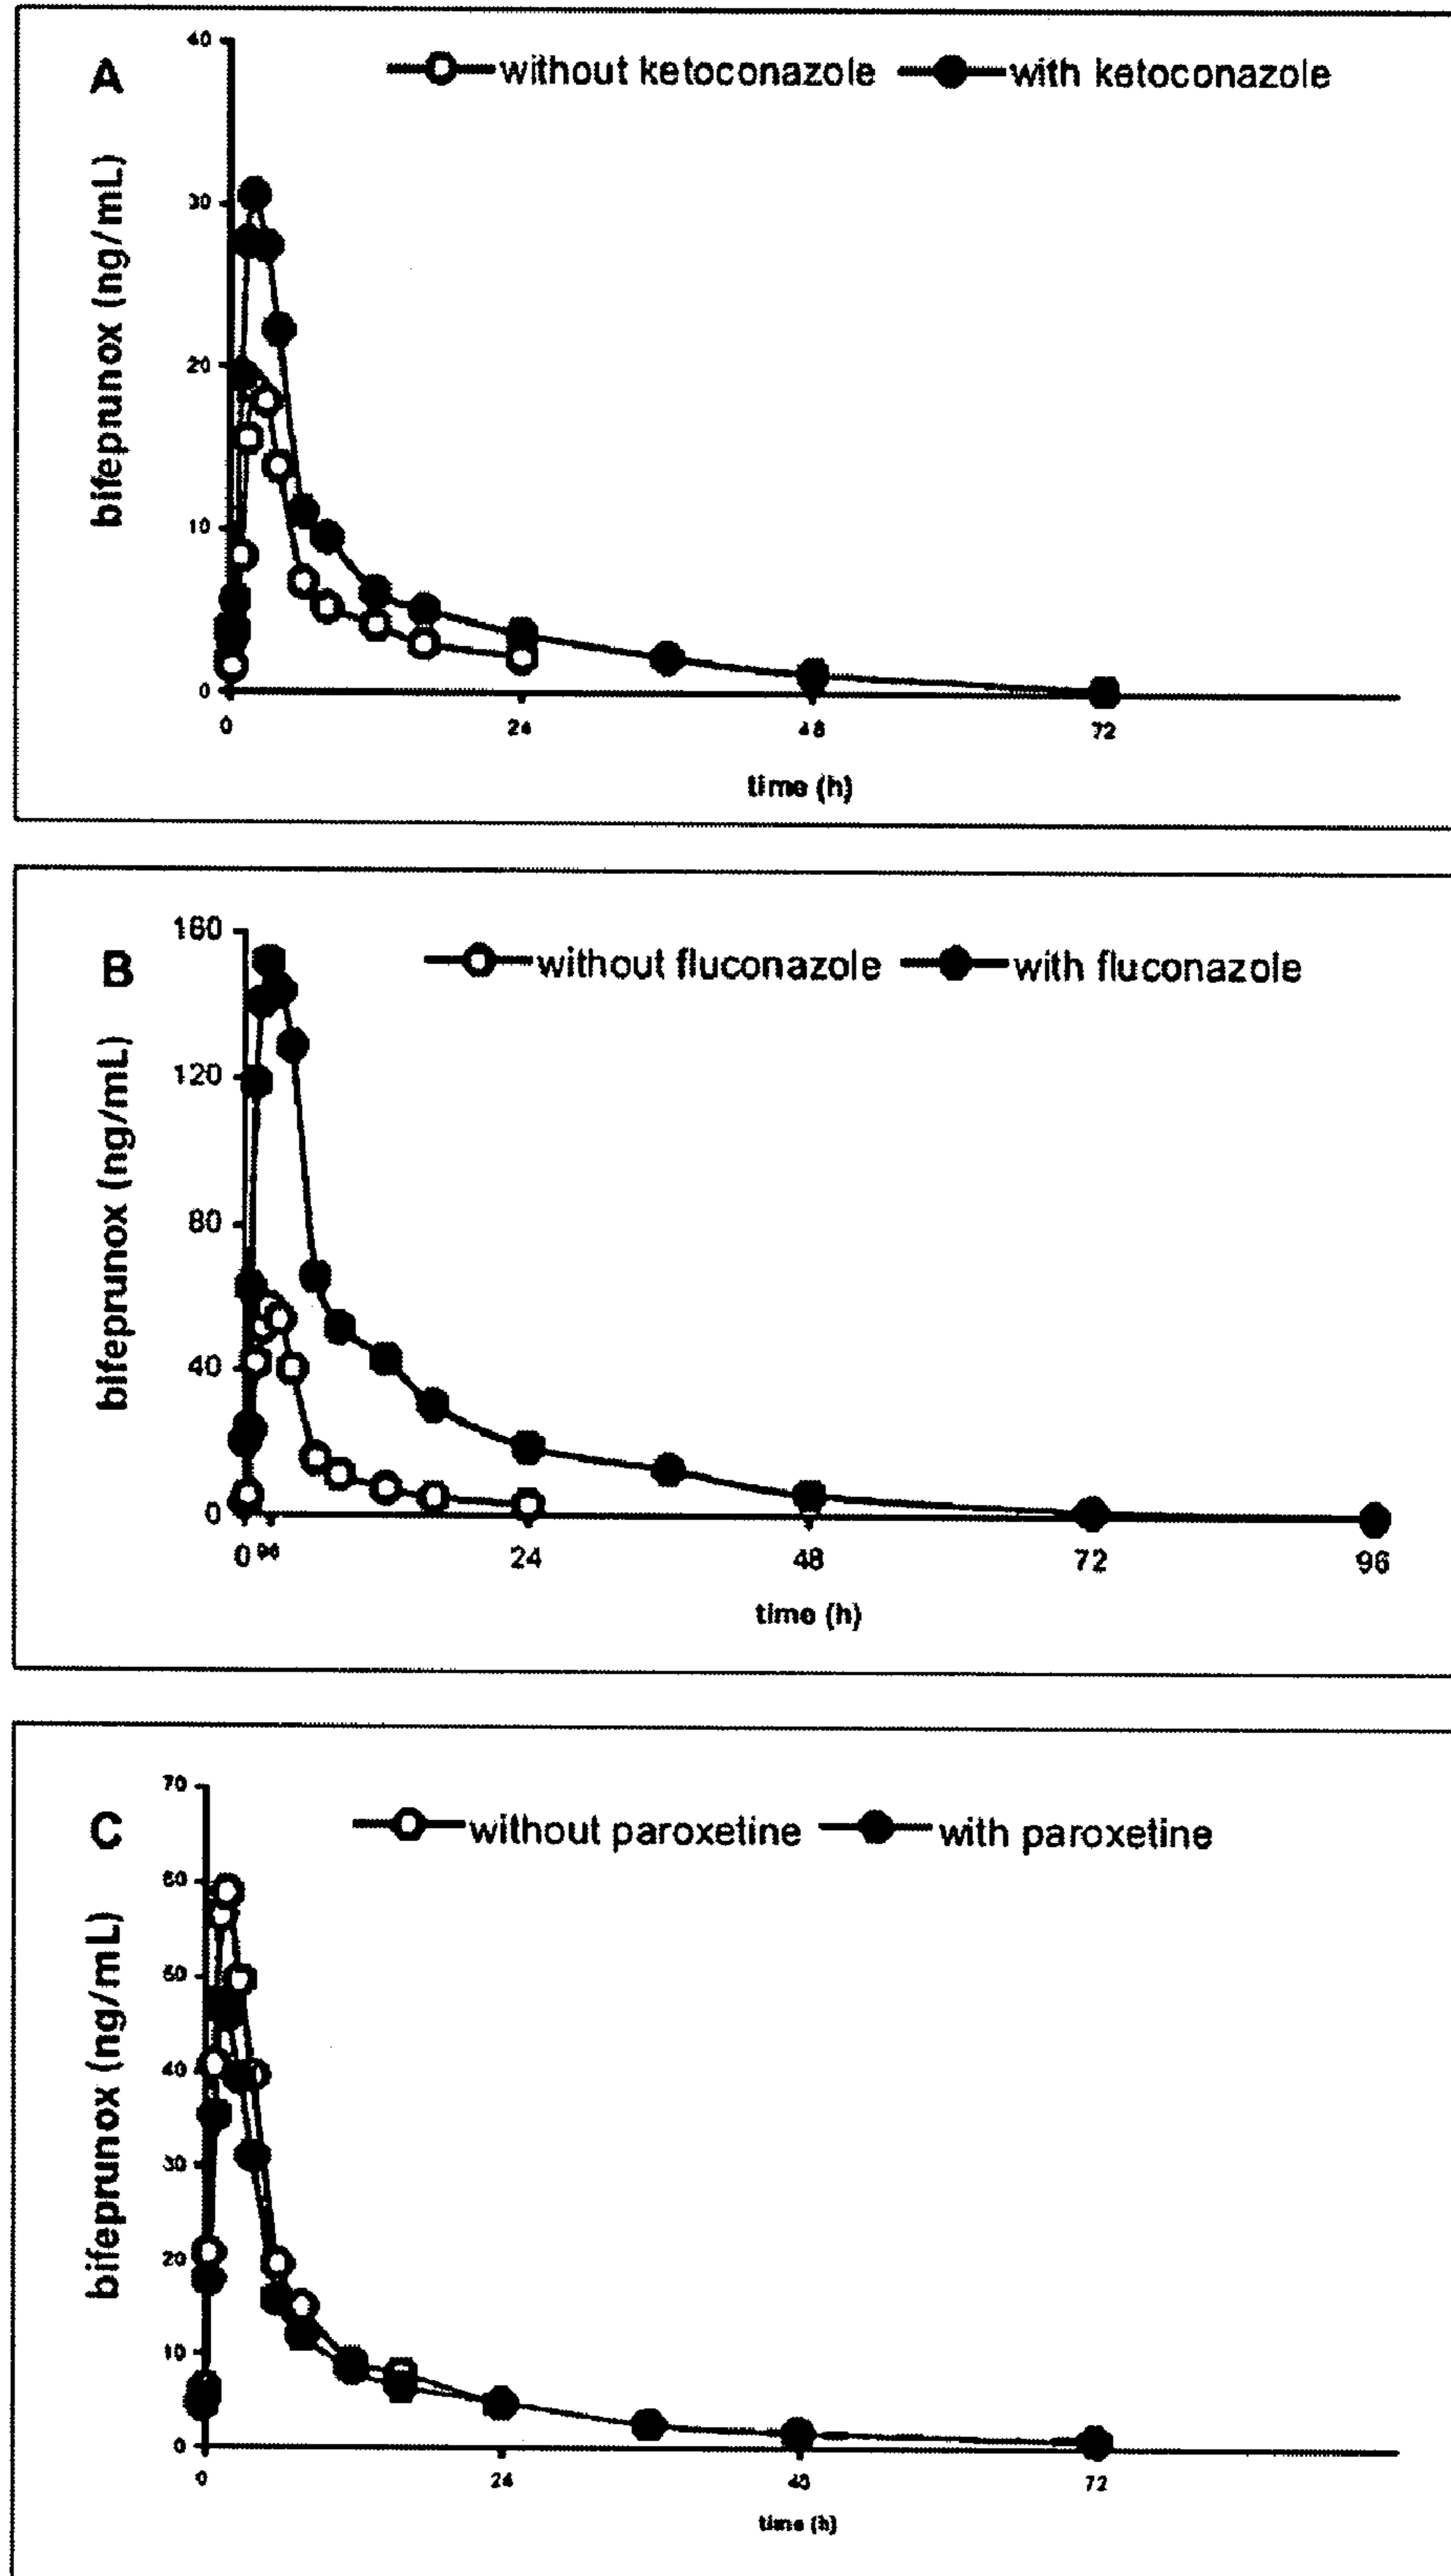 A
without ketoconazole with ketoconazole
bifeprunox (ng/mL)
40
30
20
10
0
0 24 48 72
time (h)
B
without fluconazole with fluconazole
bifeprunox (ng/mL)
160
120
80
40
0
0 96 24 48 72 96
time (h)
C
without paroxetine with paroxetine
bifeprunox (ng/mL)
70
60
50
40
30
20
10
0
0 24 48 72
time (h)